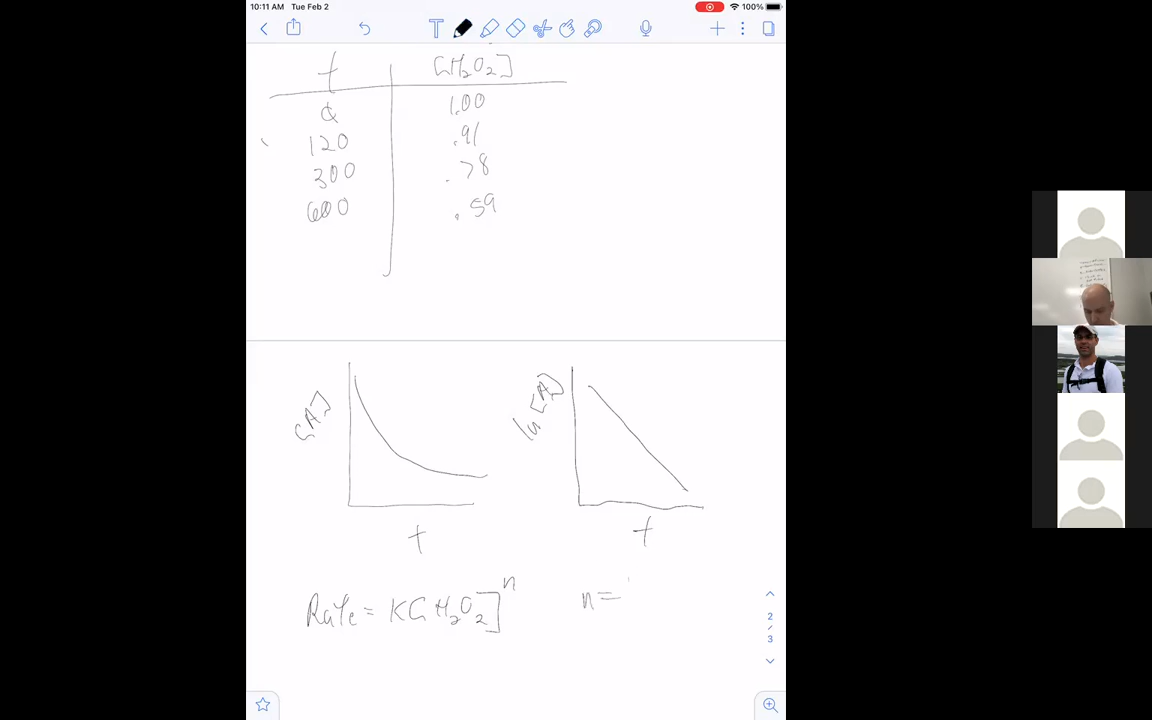 10:11 AM Tue Feb 2
100%
t [H₂O₂]
0 1.00
120 .91
300 .78
600 .59
[A]
t
ln [A]
t
Rate = K[H₂O₂]ⁿ n =
2
/
3